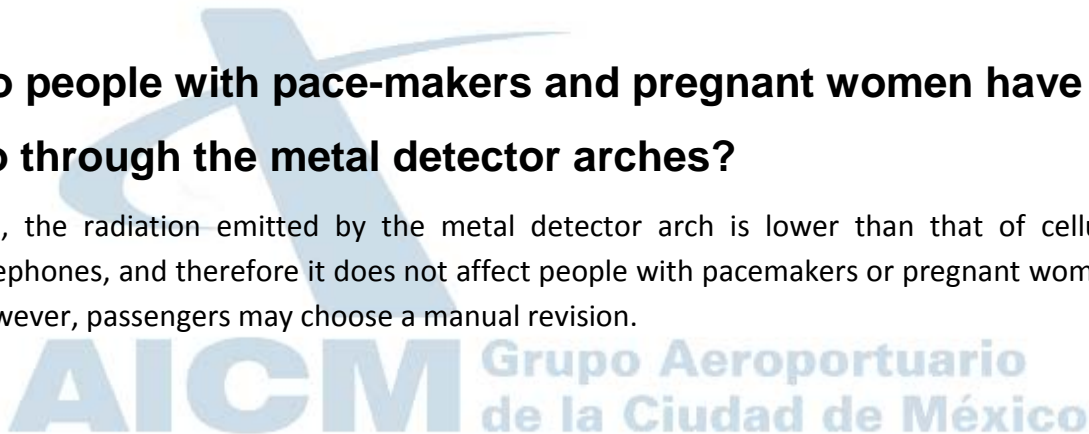 o people with pace-makers and pregnant women have
o through the metal detector arches?
, the radiation emitted by the metal detector arch is lower than that of cellu
ephones, and therefore it does not affect people with pacemakers or pregnant wom
wever, passengers may choose a manual revision.
AICM Grupo Aeroportuario
de la Ciudad de México